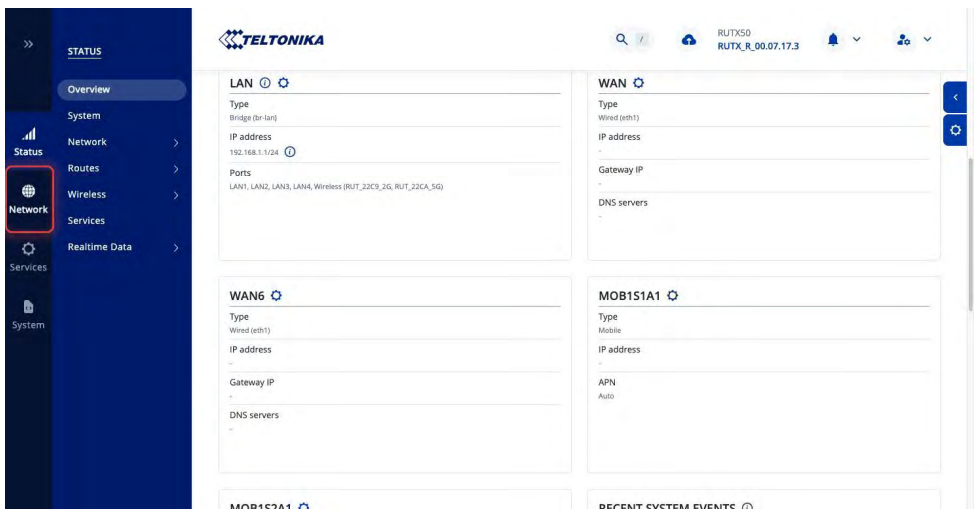 TELTONIKA
/
RUTX50
RUTX_R_00.07.17.3
STATUS
Overview
System
Network
Routes
Wireless
Services
Realtime Data
Status
Network
Services
System
LAN
Type
Bridge (br-lan)
IP address
192.168.1.1/24
Ports
LAN1, LAN2, LAN3, LAN4, Wireless (RUT_22C9_2G, RUT_22CA_5G)
WAN
Type
Wired (eth1)
IP address
-
Gateway IP
-
DNS servers
-
WAN6
Type
Wired (eth1)
IP address
-
Gateway IP
-
DNS servers
-
MOB1S1A1
Type
Mobile
IP address
-
APN
Auto
MOB1S2A1
RECENT SYSTEM EVENTS